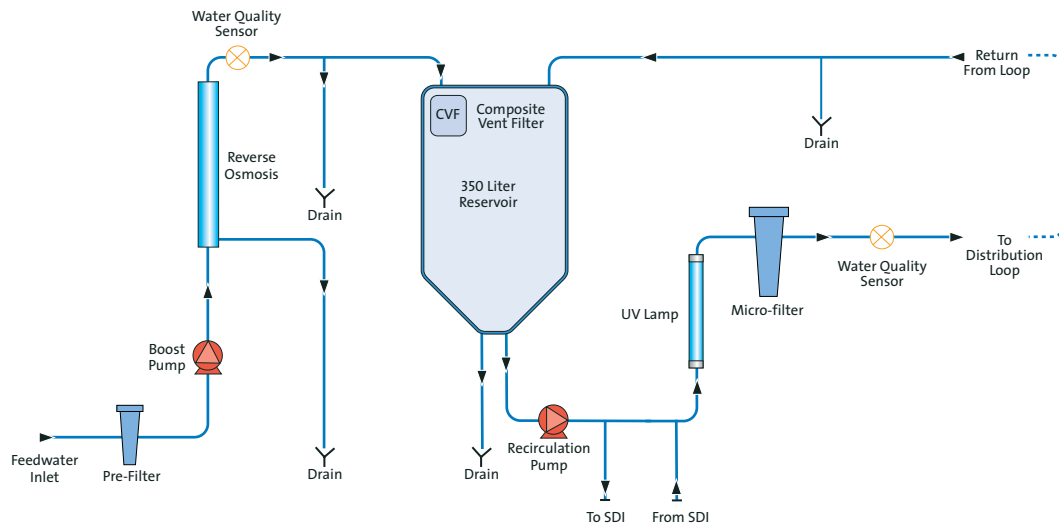 Water Quality
Sensor
Return
From Loop
CVF
Composite
Vent Filter
Drain
Reverse
Osmosis
350 Liter
Reservoir
Drain
To
Distribution
Loop
Water Quality
Sensor
UV Lamp
Micro-filter
Boost
Pump
Feedwater
Inlet
Pre-Filter
Drain
Drain
Recirculation
Pump
To SDI
From SDI